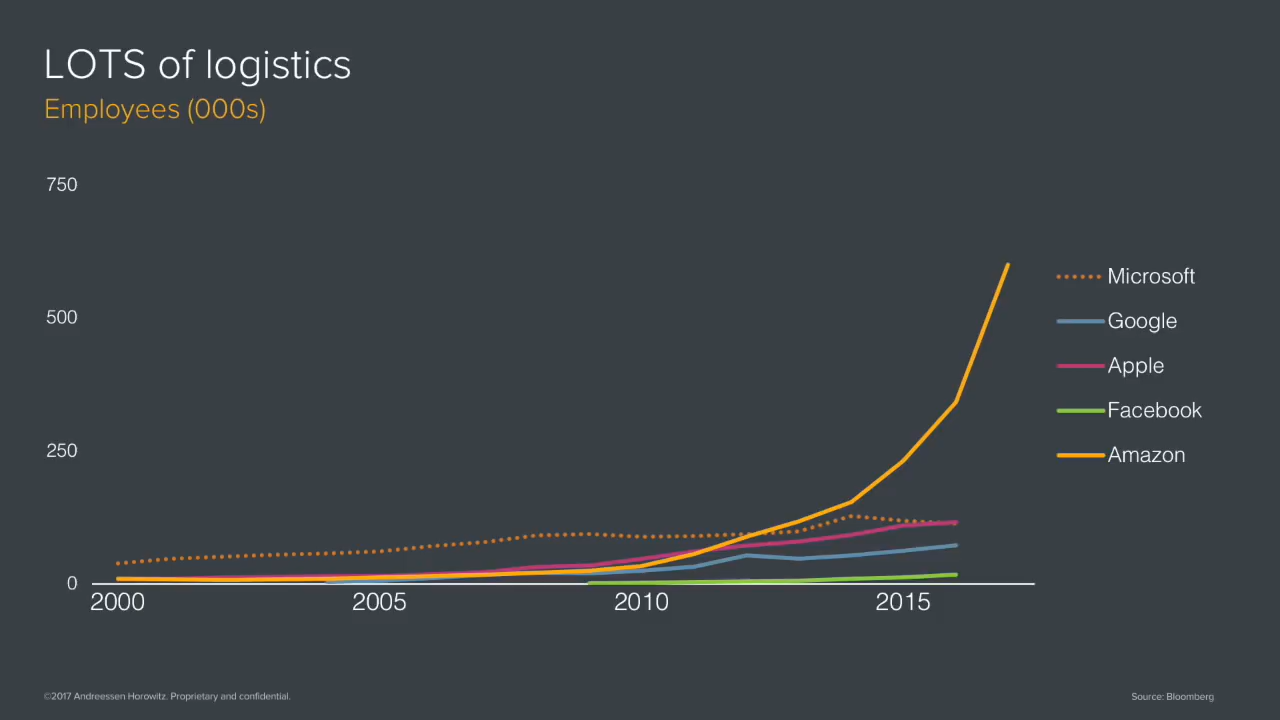 LOTS of logistics
Employees (000s)
750
500
250
0
2000 2005 2010 2015
Microsoft
Google
Apple
Facebook
Amazon
©2017 Andreessen Horowitz. Proprietary and confidential.
Source: Bloomberg